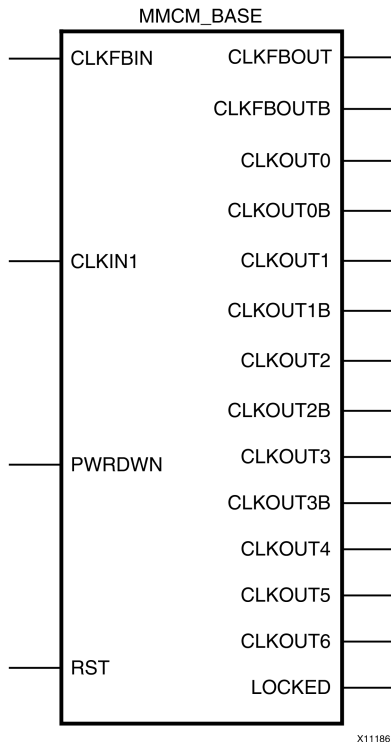 MMCM_BASE
CLKFBIN
CLKFBOUT
CLKFBOUTB
CLKOUT0
CLKOUT0B
CLKIN1
CLKOUT1
CLKOUT1B
CLKOUT2
CLKOUT2B
PWRDWN
CLKOUT3
CLKOUT3B
CLKOUT4
CLKOUT5
CLKOUT6
RST
LOCKED
X11186